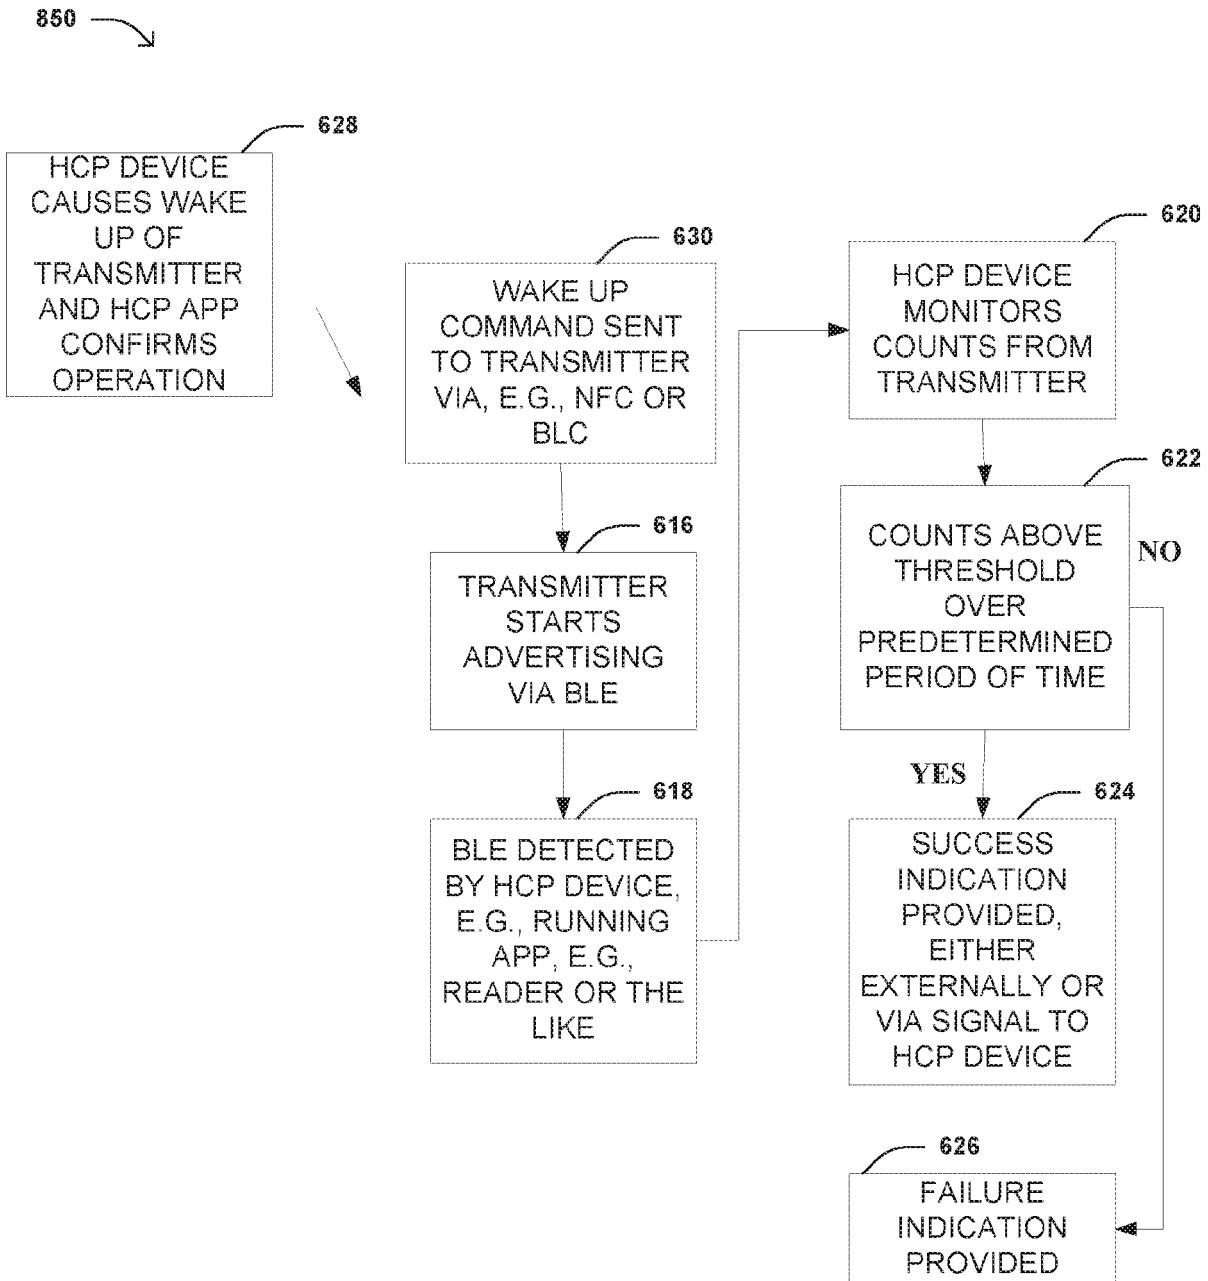 850
628
HCP DEVICE
CAUSES WAKE
UP OF
TRANSMITTER
AND HCP APP
CONFIRMS
OPERATION
630
WAKE UP
COMMAND SENT
TO TRANSMITTER
VIA, E.G., NFC OR
BLC
616
TRANSMITTER
STARTS
ADVERTISING
VIA BLE
618
BLE DETECTED
BY HCP DEVICE,
E.G., RUNNING
APP, E.G.,
READER OR THE
LIKE
620
HCP DEVICE
MONITORS
COUNTS FROM
TRANSMITTER
622
COUNTS ABOVE
THRESHOLD
OVER
PREDETERMINED
PERIOD OF TIME
NO
YES
624
SUCCESS
INDICATION
PROVIDED,
EITHER
EXTERNALLY OR
VIA SIGNAL TO
HCP DEVICE
626
FAILURE
INDICATION
PROVIDED